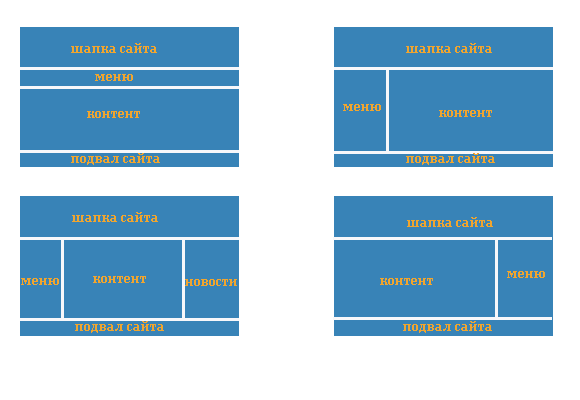 шапка сайта
меню
контент
подвал сайта
шапка сайта
меню
контент
подвал сайта
шапка сайта
меню
контент
новости
подвал сайта
шапка сайта
контент
меню
подвал сайта